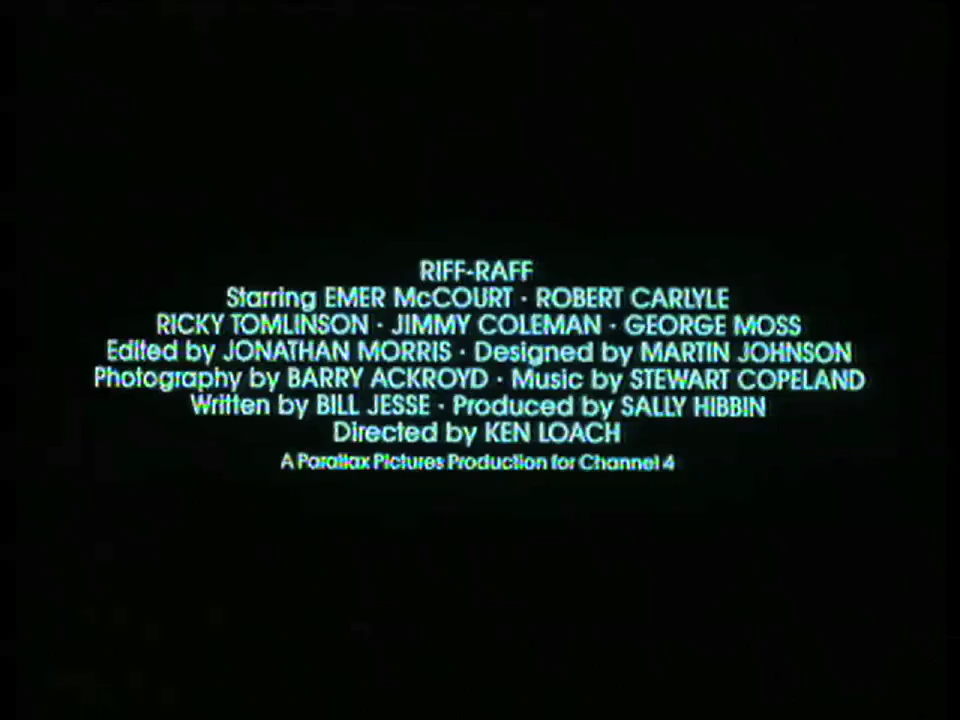 RIFF-RAFF
Starring EMER McCOURT · ROBERT CARLYLE
RICKY TOMLINSON · JIMMY COLEMAN · GEORGE MOSS
Edited by JONATHAN MORRIS · Designed by MARTIN JOHNSON
Photography by BARRY ACKROYD · Music by STEWART COPELAND
Written by BILL JESSE · Produced by SALLY HIBBIN
Directed by KEN LOACH
A Parallax Pictures Production for Channel 4